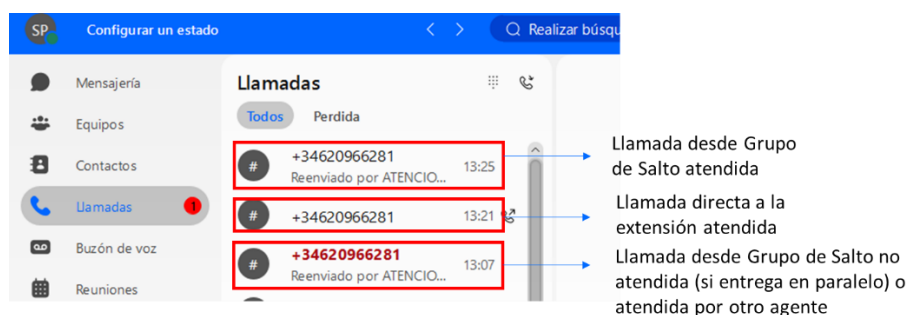 SP Configurar un estado < > Realizar búsqu
Mensajería
Equipos
Contactos
Llamadas 1
Buzón de voz
Reuniones
Llamadas
Todos Perdida
# +34620966281 13:25
Reenviado por ATENCIO...
# +34620966281 13:21
# +34620966281 13:07
Reenviado por ATENCIO...
Llamada desde Grupo
de Salto atendida
Llamada directa a la
extensión atendida
Llamada desde Grupo de Salto no
atendida (si entrega en paralelo) o
atendida por otro agente